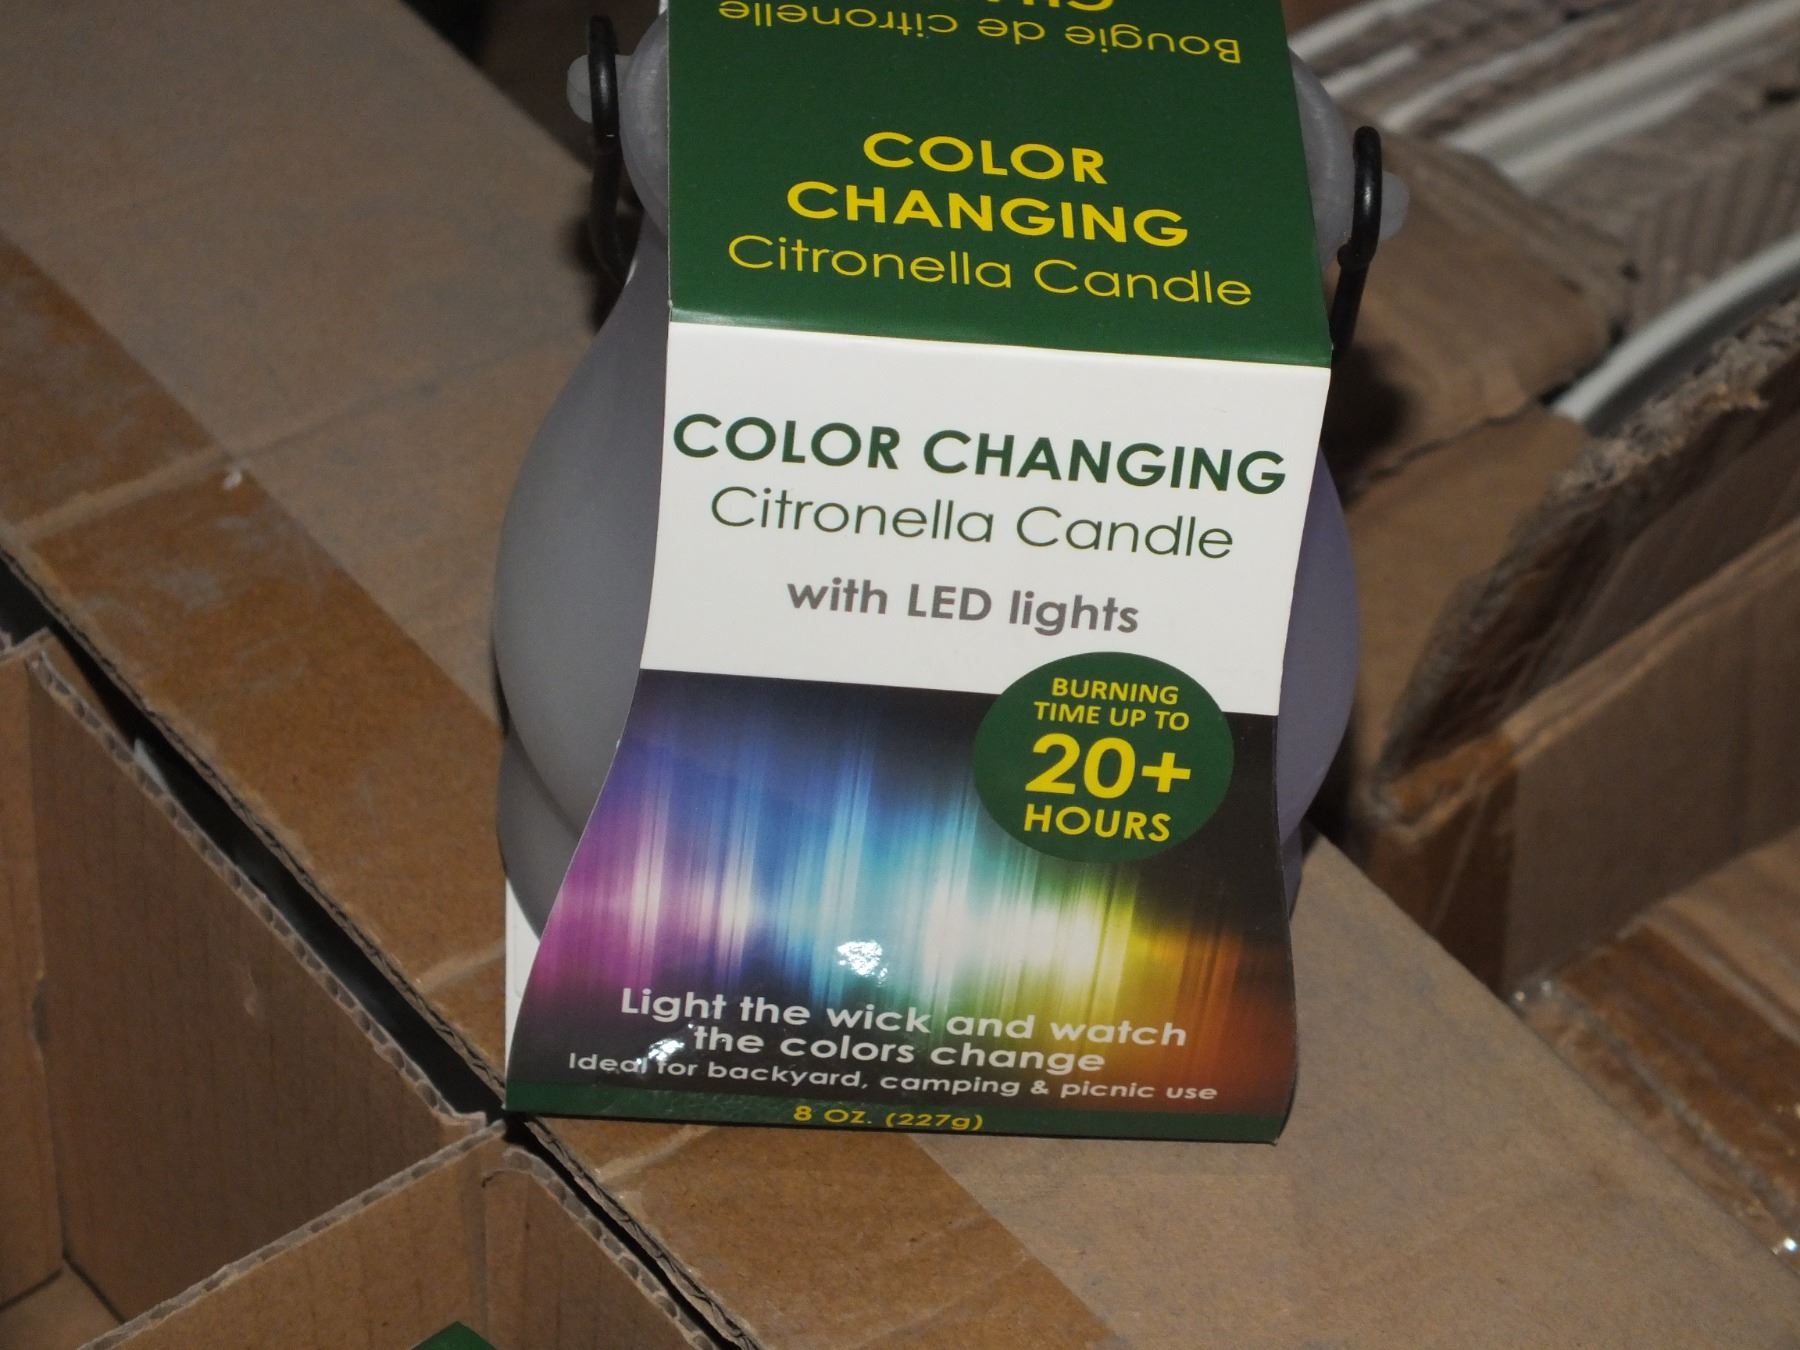 Bougie de citronelle
COLOR
CHANGING
Citronella Candle
COLOR CHANGING
Citronella Candle
with LED lights
BURNING
TIME UP TO
20+
HOURS
Light the wick and watch
the colors change
Ideal for backyard, camping & picnic use
8 OZ. (227g)